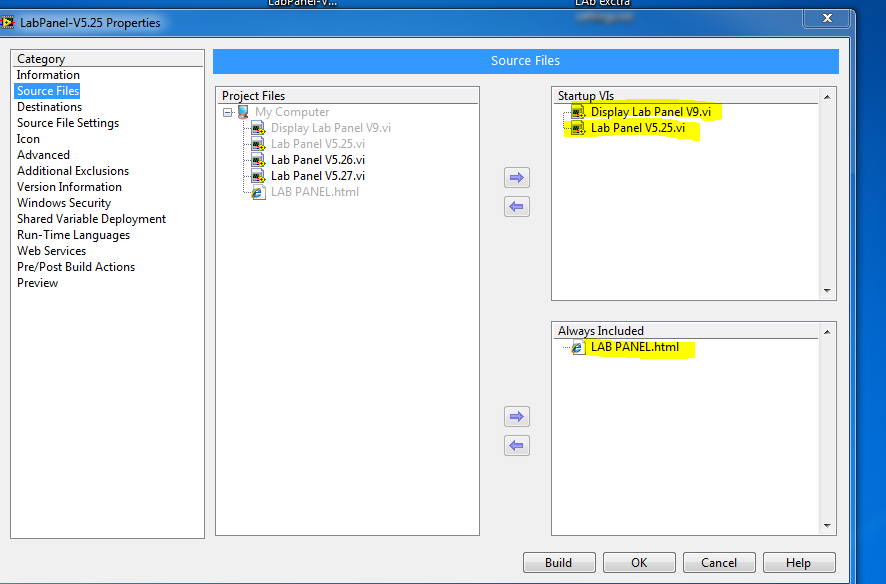 LabPanel-V...
LAB exctra
LabPanel-V5.25 Properties
Category
Information
Source Files
Destinations
Source File Settings
Icon
Advanced
Additional Exclusions
Version Information
Windows Security
Shared Variable Deployment
Run-Time Languages
Web Services
Pre/Post Build Actions
Preview
Source Files
Project Files
My Computer
Display Lab Panel V9.vi
Lab Panel V5.25.vi
Lab Panel V5.26.vi
Lab Panel V5.27.vi
LAB PANEL.html
Startup VIs
Display Lab Panel V9.vi
Lab Panel V5.25.vi
Always Included
LAB PANEL.html
Build
OK
Cancel
Help